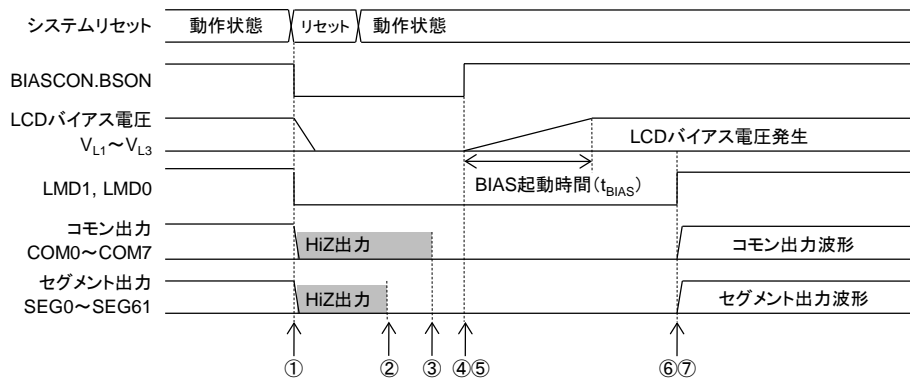 システムリセット 動作状態 リセット 動作状態
BIASCON.BSON
LCDバイアス電圧
VL1～VL3
LCDバイアス電圧発生
BIAS起動時間(tBIAS)
LMD1, LMD0
コモン出力
COM0～COM7
HiZ出力 コモン出力波形
セグメント出力
SEG0～SEG61
HiZ出力 セグメント出力波形
① ② ③ ④⑤ ⑥⑦